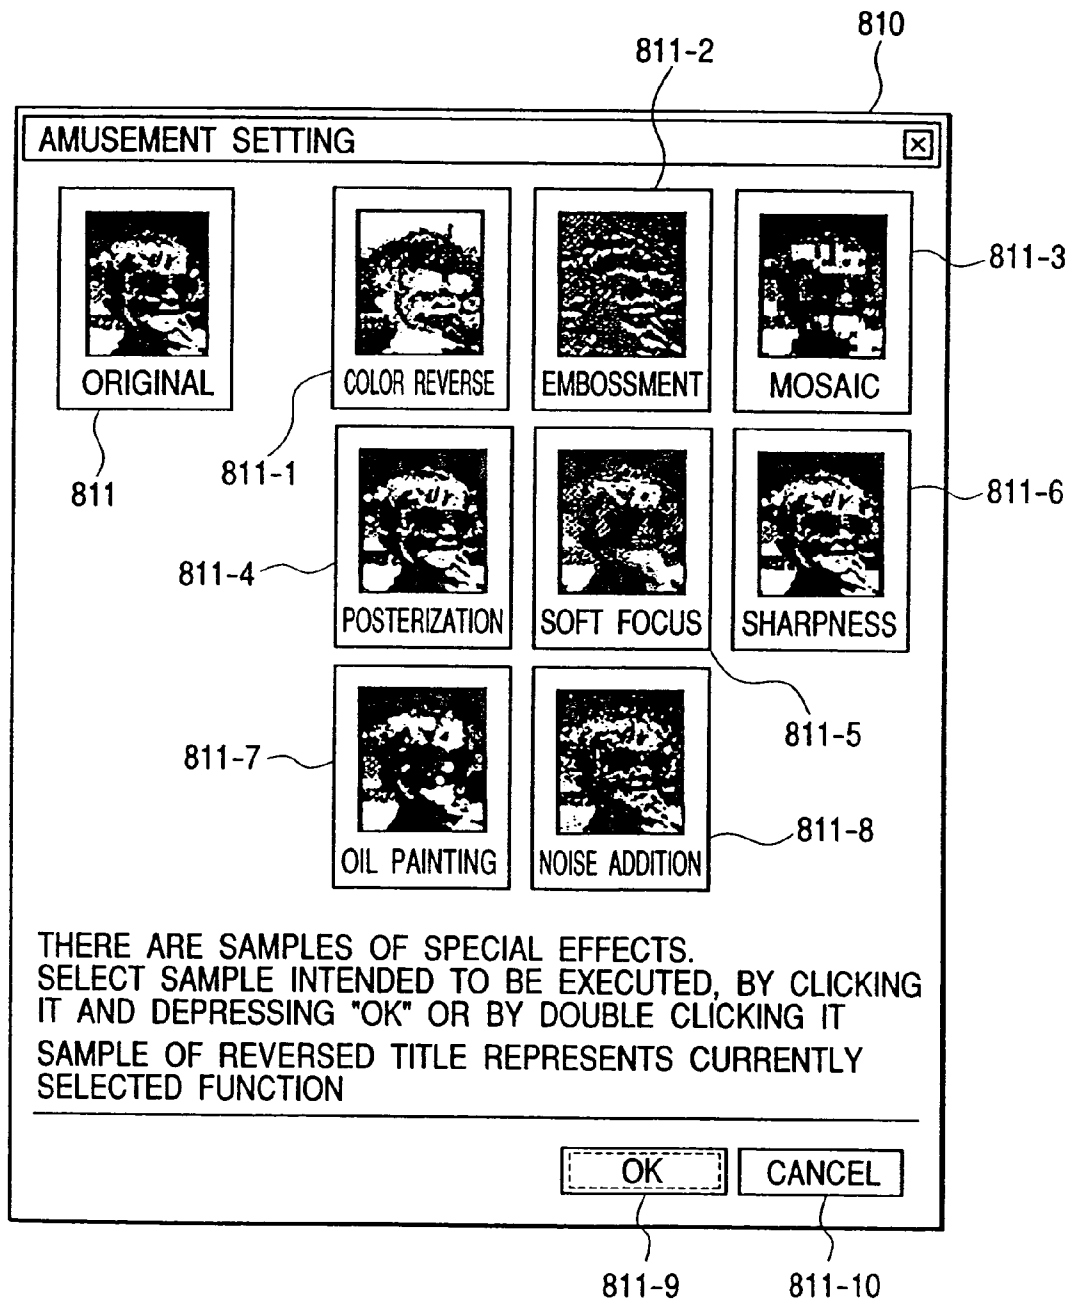 810
811-2
AMUSEMENT SETTING
811-3
ORIGINAL
COLOR REVERSE
EMBOSSMENT
MOSAIC
811
811-1
811-6
811-4
POSTERIZATION
SOFT FOCUS
SHARPNESS
811-5
811-7
811-8
OIL PAINTING
NOISE ADDITION
THERE ARE SAMPLES OF SPECIAL EFFECTS.
SELECT SAMPLE INTENDED TO BE EXECUTED, BY CLICKING
IT AND DEPRESSING "OK" OR BY DOUBLE CLICKING IT
SAMPLE OF REVERSED TITLE REPRESENTS CURRENTLY
SELECTED FUNCTION
OK
CANCEL
811-9
811-10